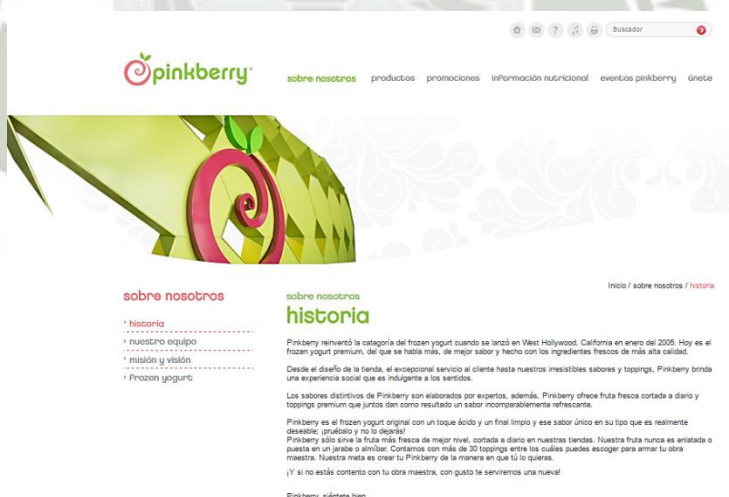 Buscador
pinkberry
sobre nosotros productos promociones información nutricional eventos pinkberry únete
Inicio / sobre nosotros / historia
sobre nosotros
historia
nuestro equipo
misión y visión
frozen yogurt
sobre nosotros
historia
Pinkberry reinventó la categoría del frozen yogurt cuando se lanzó en West Hollywood, California en enero del 2005. Hoy es el
frozen yogurt premium, del que se habla más, de mejor sabor y hecho con los ingredientes frescos de más alta calidad.
Desde el diseño de la tienda, el excepcional servicio al cliente hasta nuestros irresistibles sabores y toppings, Pinkberry brinda
una experiencia social que es indulgente a los sentidos.
Los sabores distintivos de Pinkberry son elaborados por expertos, además, Pinkberry ofrece fruta fresca cortada a diario y
toppings premium que juntos dan como resultado un sabor incomparablemente refrescante.
Pinkberry es el frozen yogurt original con un toque ácido y un final limpio y ese sabor único en su tipo que es realmente
deseable; ¡pruébalo y no lo dejarás!
Pinkberry sólo sirve la fruta más fresca de mejor nivel, cortada a diario en nuestras tiendas. Nuestra fruta nunca es enlatada o
puesta en un jarabe o almíbar. Contamos con más de 30 toppings entre los cuáles puedes escoger para armar tu obra
maestra. Nuestra meta es crear tu Pinkberry de la manera en que tú lo quieras.
¡Y si no estás contento con tu obra maestra, con gusto te serviremos una nueva!
Pinkberry, siéntete bien